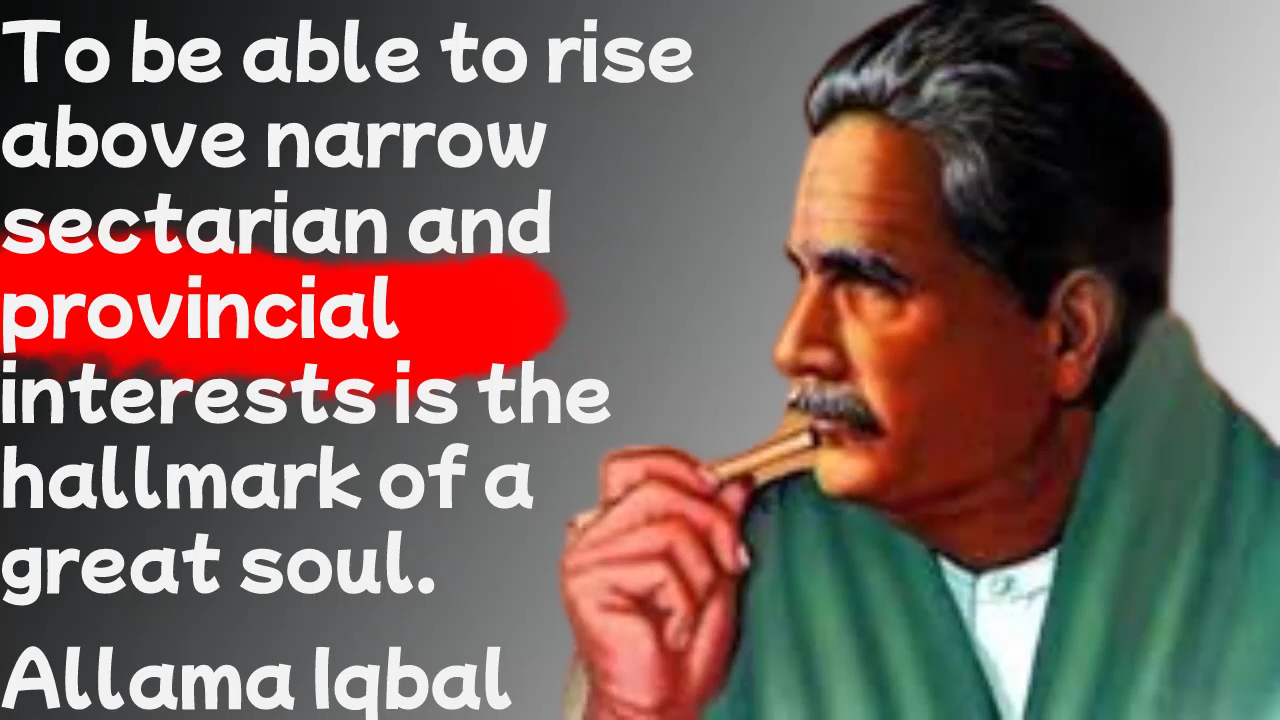 To be able to rise
above narrow
sectarian and
provincial
interests is the
hallmark of a
great soul.
Allama Iqbal